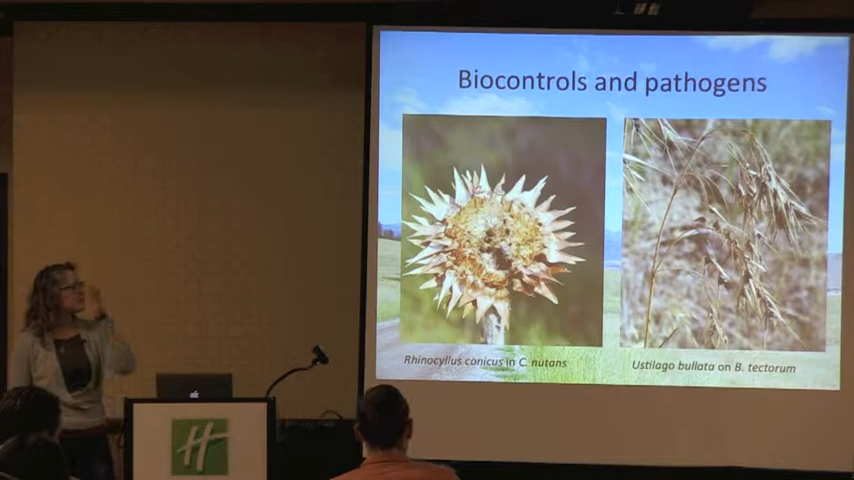 Biocontrols and pathogens
Rhinocyllus conicus in C. nutans
Ustilago bullata on B. tectorum
H